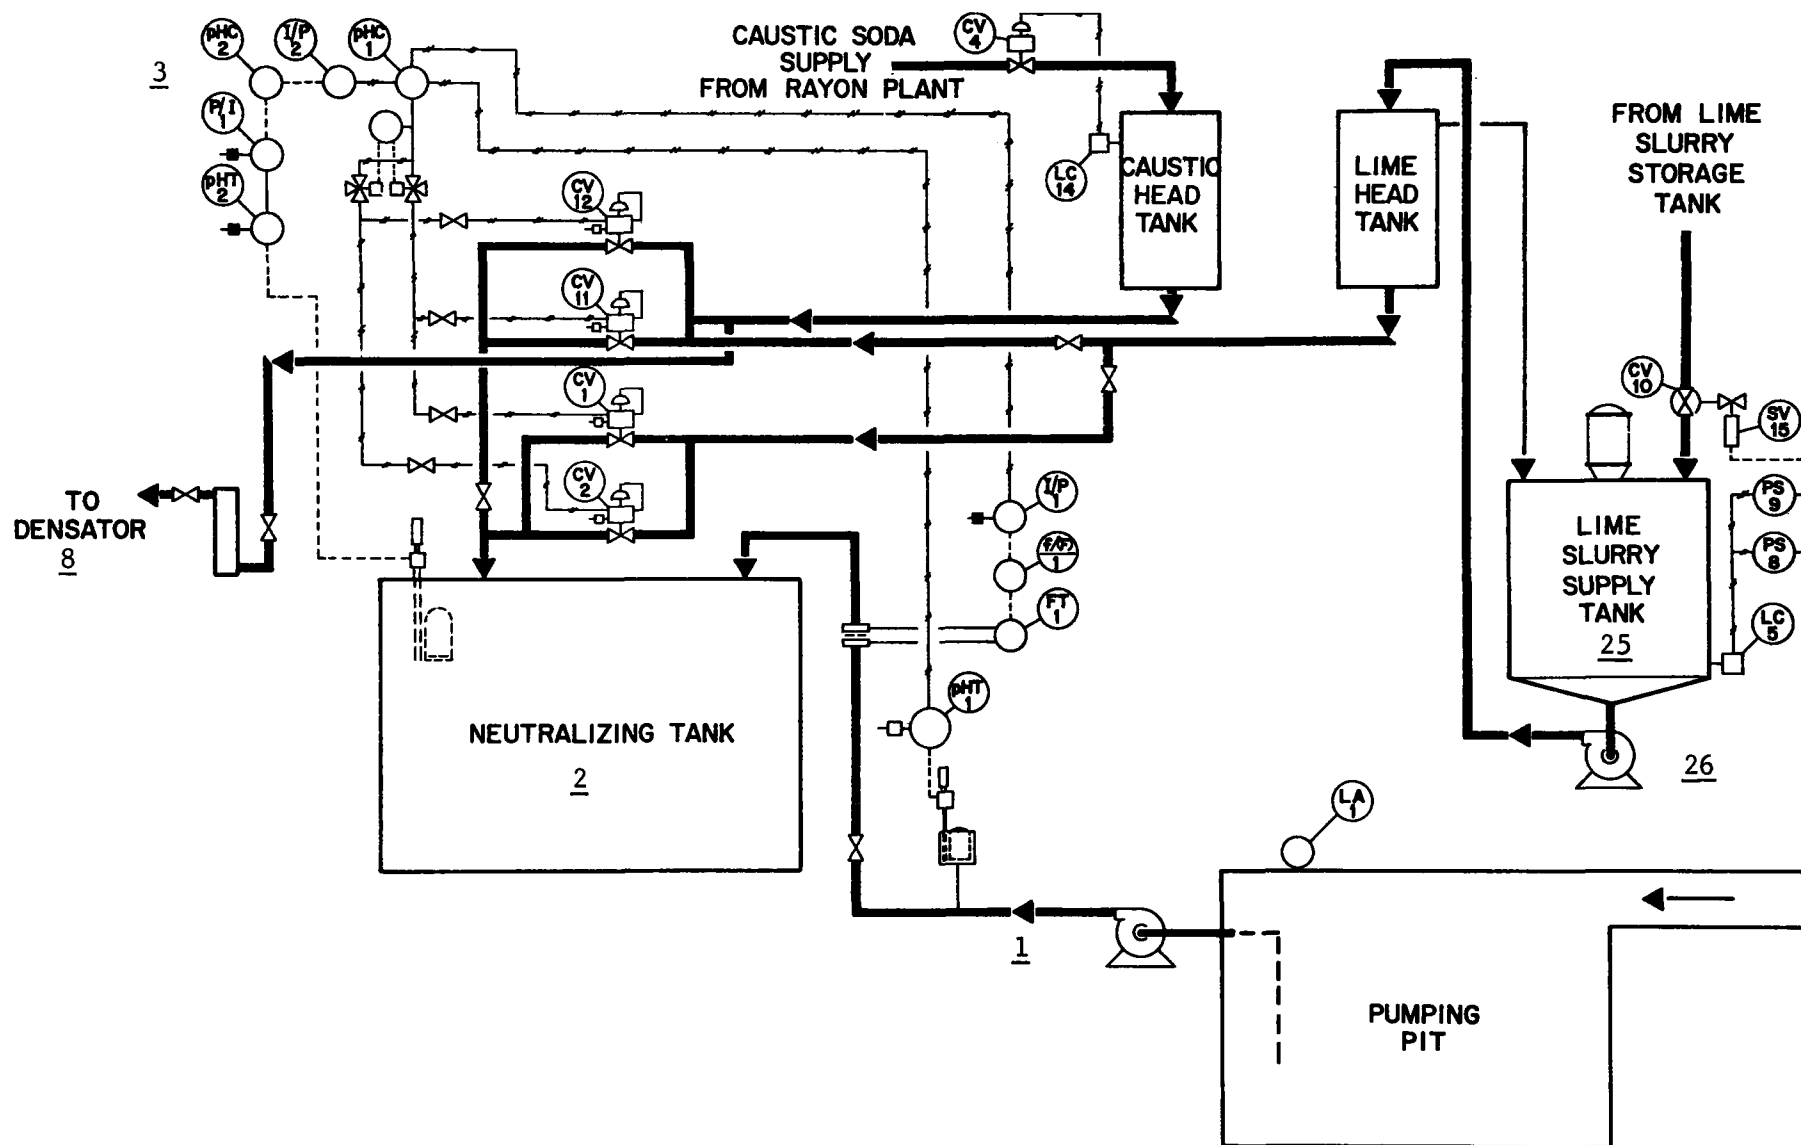 pHC
2
I/P
2
pHC
1
3
P/I
1
pHT
2
CAUSTIC SODA
SUPPLY
FROM RAYON PLANT
CV
4
LC
14
CAUSTIC
HEAD
TANK
LIME
HEAD
TANK
FROM LIME
SLURRY
STORAGE
TANK
CV
12
CV
11
CV
1
CV
2
CV
10
SV
15
PS
9
PS
8
LC
5
LIME
SLURRY
SUPPLY
TANK
25
26
TO
DENSATOR
8
I/P
1
f/(F)
1
FT
1
pHT
1
NEUTRALIZING TANK
2
LA
1
1
PUMPING
PIT